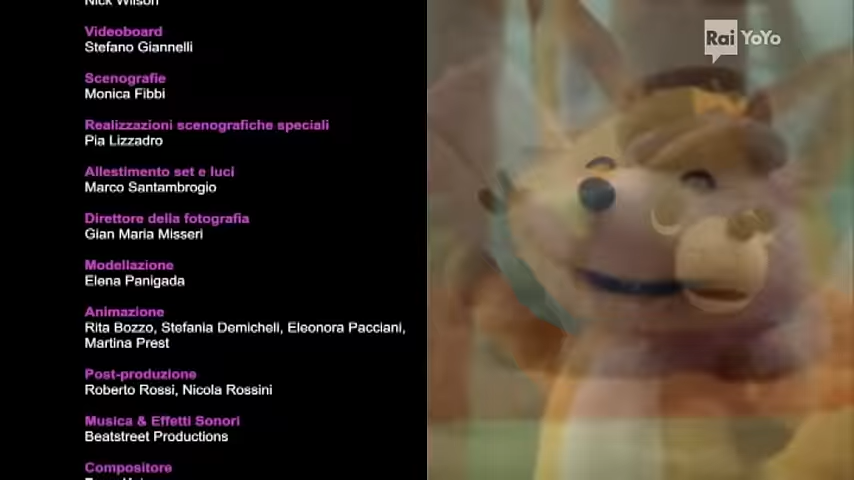 Nick Wilson
Videoboard
Stefano Giannelli
Scenografie
Monica Fibbi
Realizzazioni scenografiche speciali
Pia Lizzadro
Allestimento set e luci
Marco Santambrogio
Direttore della fotografia
Gian Maria Misseri
Modellazione
Elena Panigada
Animazione
Rita Bozzo, Stefania Demicheli, Eleonora Pacciani,
Martina Prest
Post-produzione
Roberto Rossi, Nicola Rossini
Musica & Effetti Sonori
Beatstreet Productions
Compositore
Rai YoYo